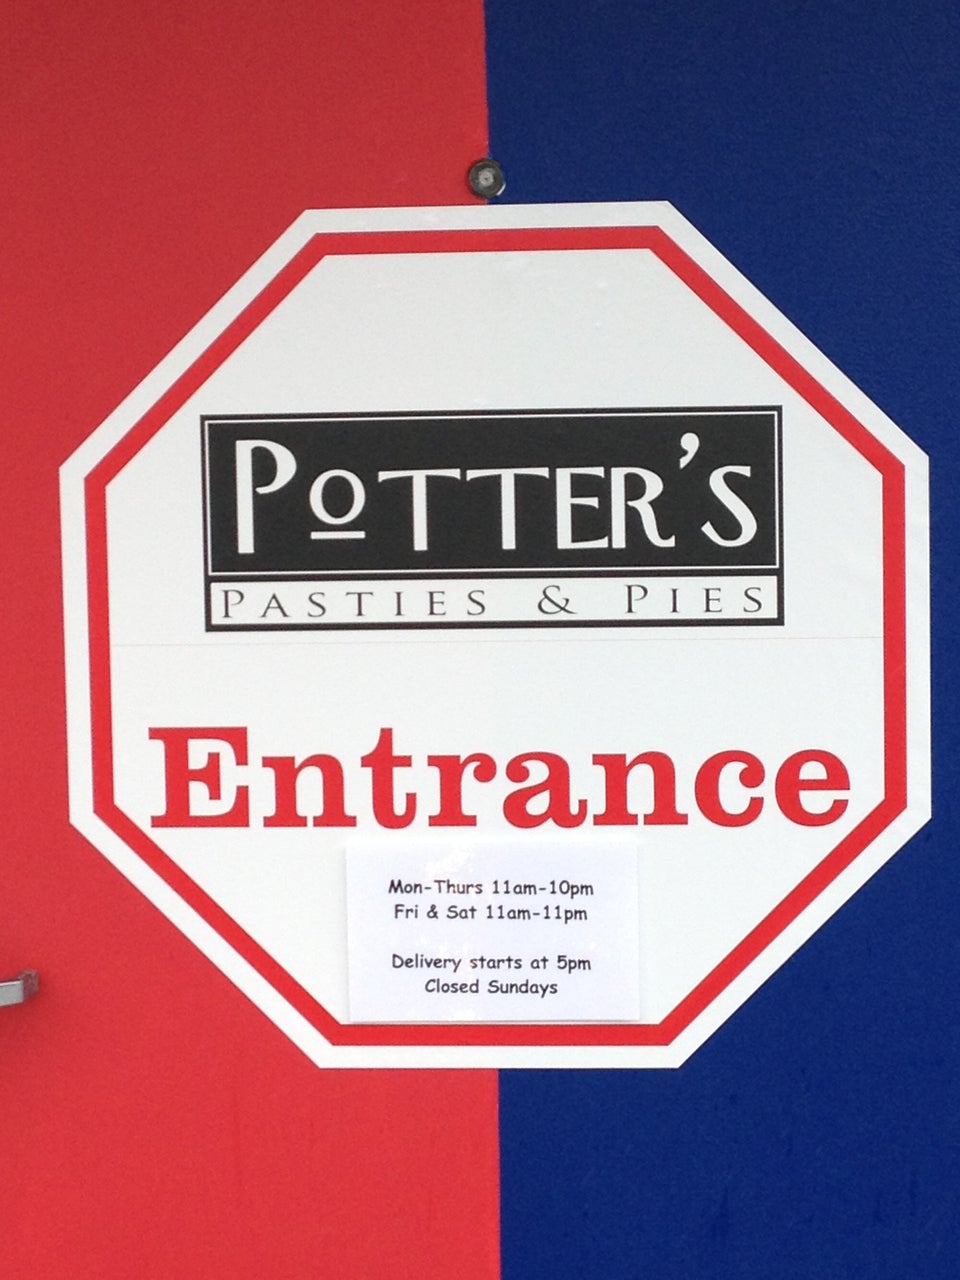 POTTER'S
PASTIES & PIES
Entrance
Mon-Thurs 11am-10pm
Fri & Sat 11am-11pm
Delivery starts at 5pm
Closed Sundays